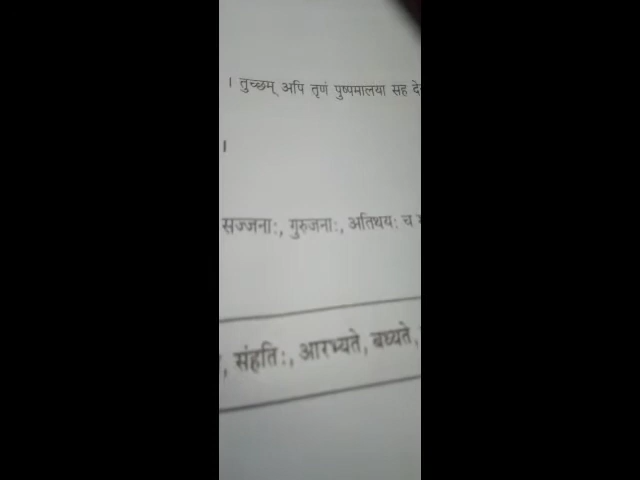 । तुच्छम् अपि तृणं पुष्पमालया सह
।
सज्जनाः, गुरुजनाः, अतिथयः च
, संहतिः, आरभ्यते, बध्यते,